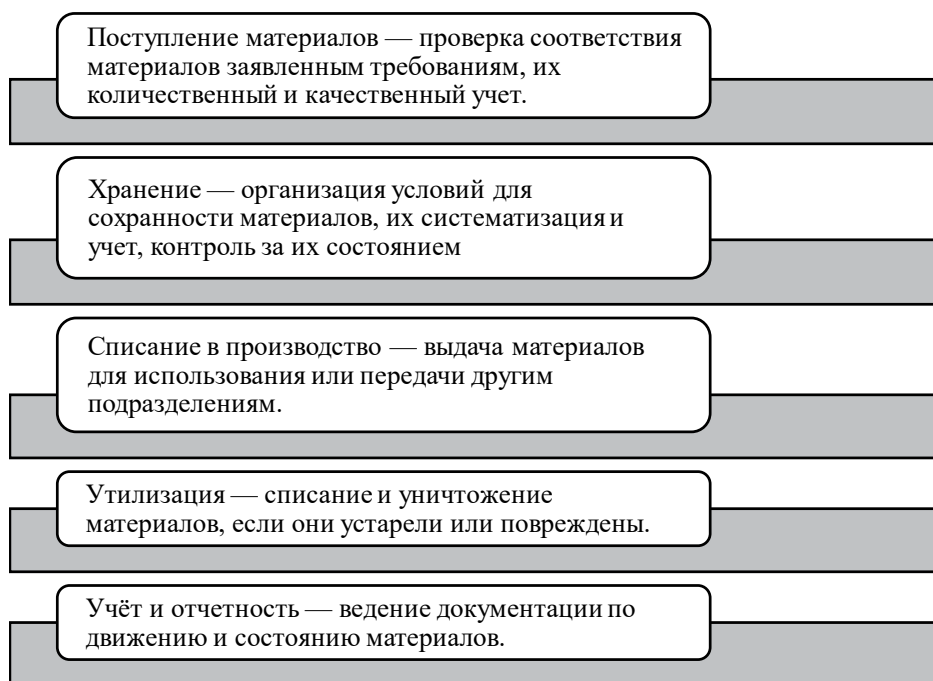 Поступление материалов — проверка соответствия
материалов заявленным требованиям, их
количественный и качественный учет.
Хранение — организация условий для
сохранности материалов, их систематизация и
учет, контроль за их состоянием
Списание в производство — выдача материалов
для использования или передачи другим
подразделениям.
Утилизация — списание и уничтожение
материалов, если они устарели или повреждены.
Учёт и отчетность — ведение документации по
движению и состоянию материалов.